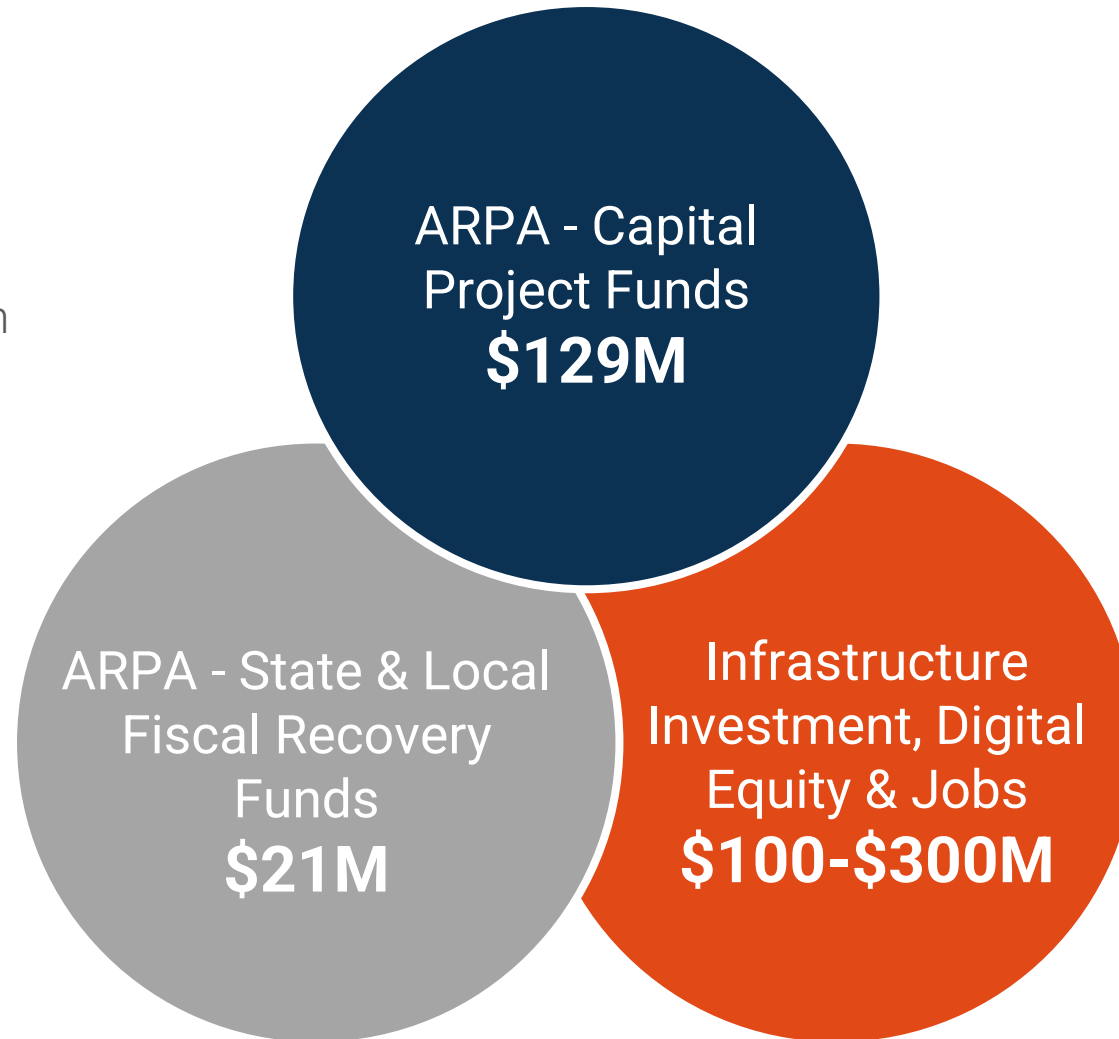 ARPA - Capital
Project Funds
$129M
ARPA - State & Local
Fiscal Recovery
Funds
$21M
Infrastructure
Investment, Digital
Equity & Jobs
$100-$300M